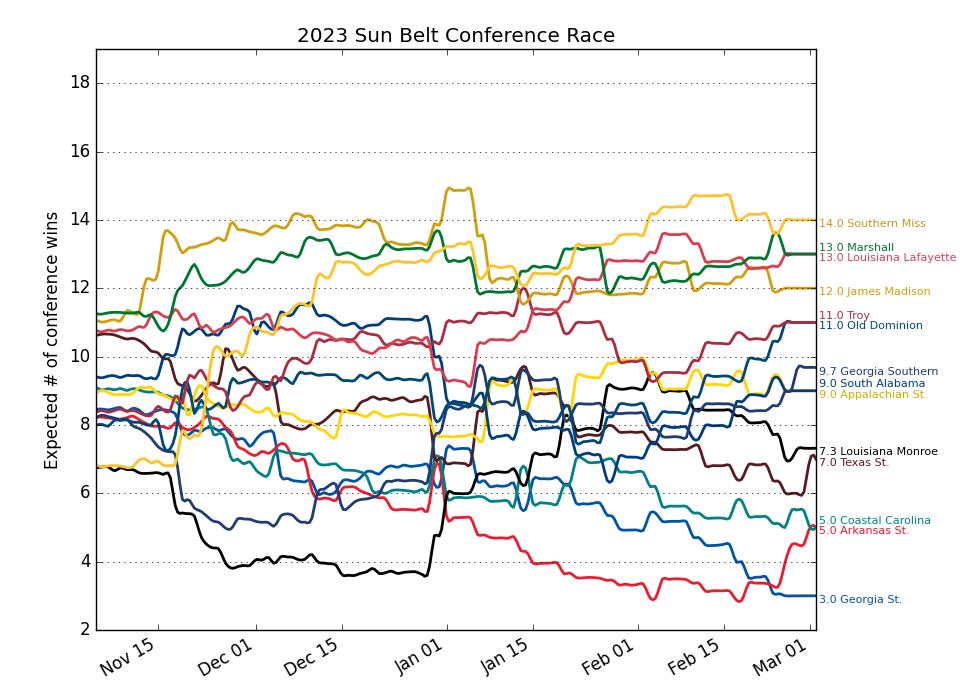 2023 Sun Belt Conference Race
Expected # of conference wins
18
16
14
12
10
8
6
4
2
Nov 15
Dec 01
Dec 15
Jan 01
Jan 15
Feb 01
Feb 15
Mar 01
14.0 Southern Miss
13.0 Marshall
13.0 Louisiana Lafayette
12.0 James Madison
11.0 Troy
11.0 Old Dominion
9.7 Georgia Southern
9.0 South Alabama
9.0 Appalachian St.
7.3 Louisiana Monroe
7.0 Texas St.
5.0 Coastal Carolina
5.0 Arkansas St.
3.0 Georgia St.